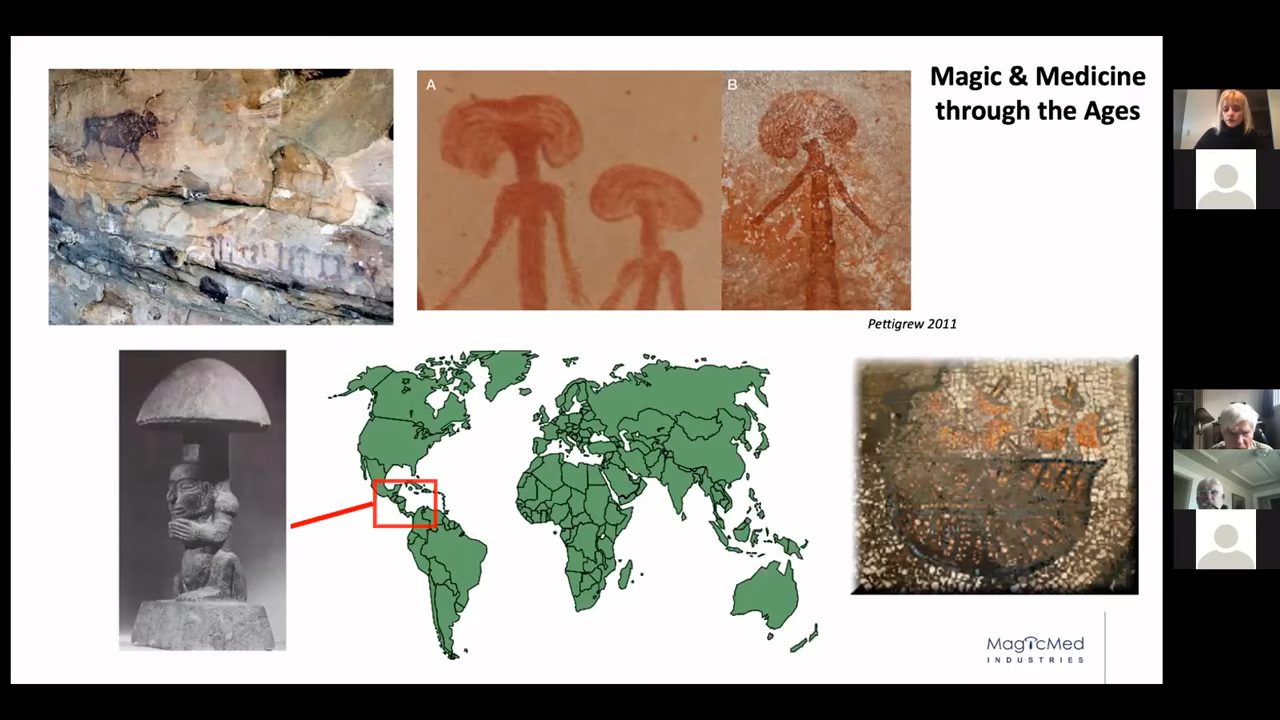 Magic & Medicine
through the Ages
A
B
Pettigrew 2011
MagicMed
INDUSTRIES